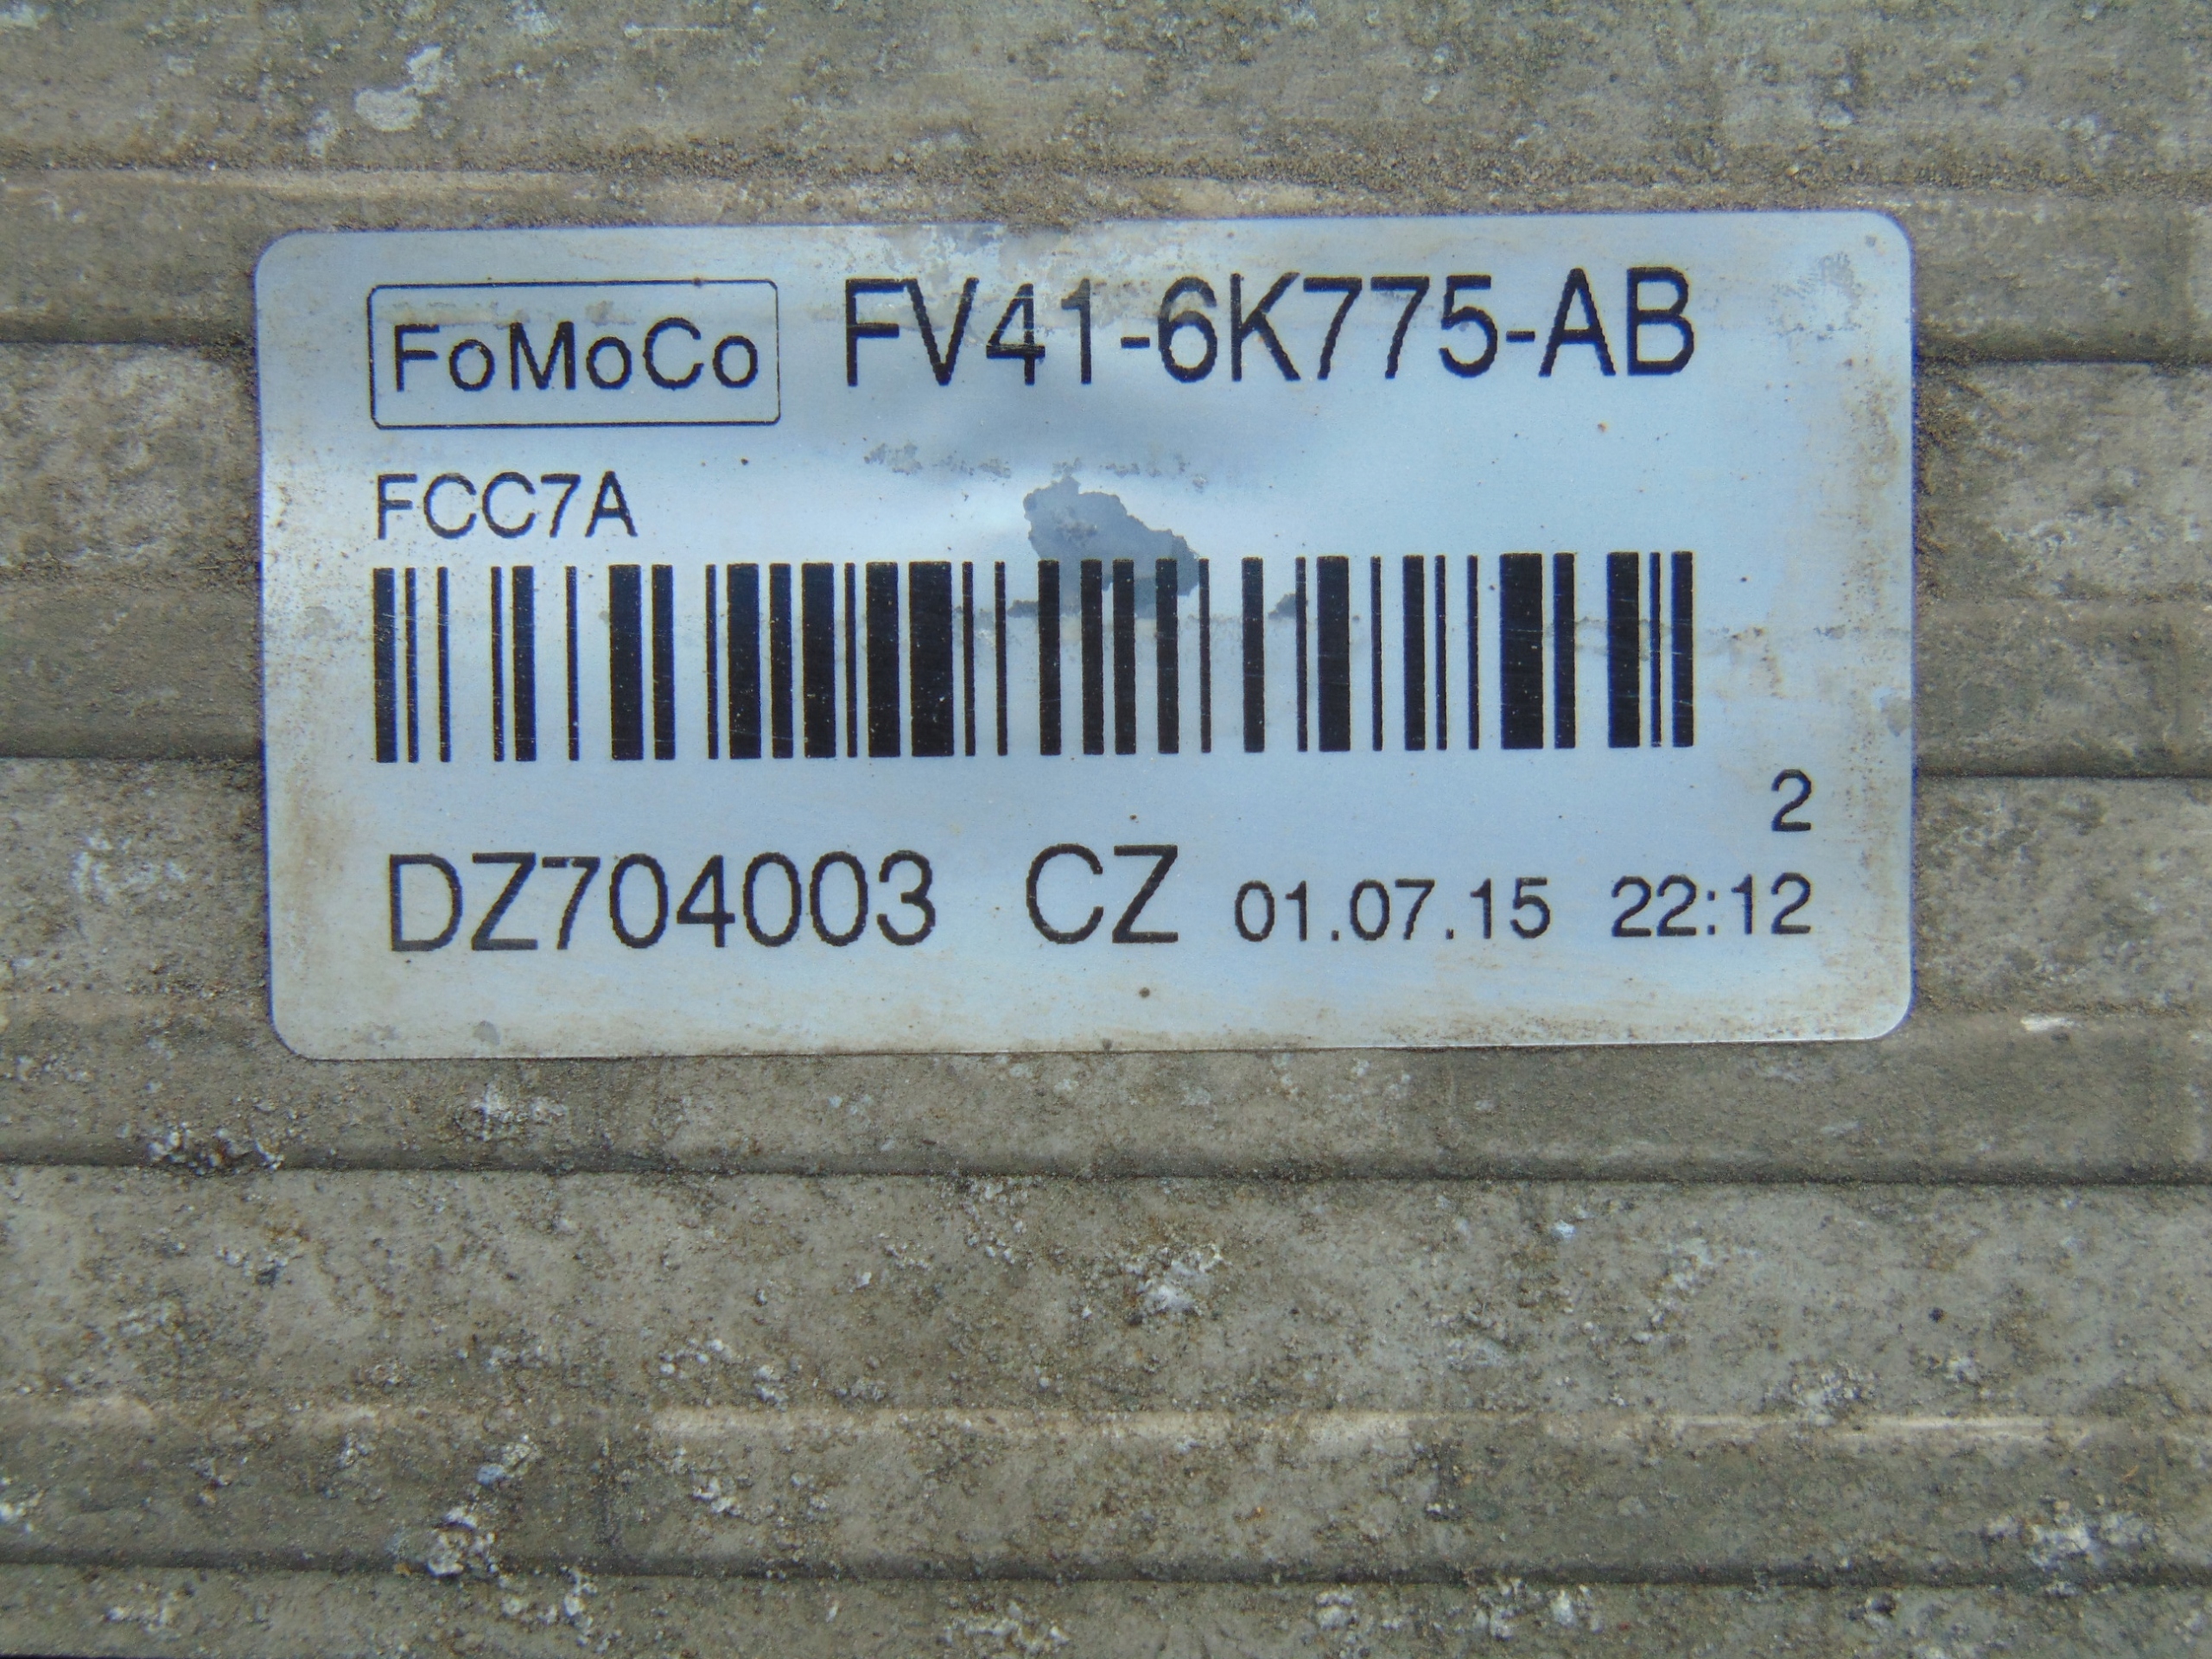 FoMoCo FV41-6K775-AB
FCC7A
2
DZ704003 CZ 01.07.15 22:12